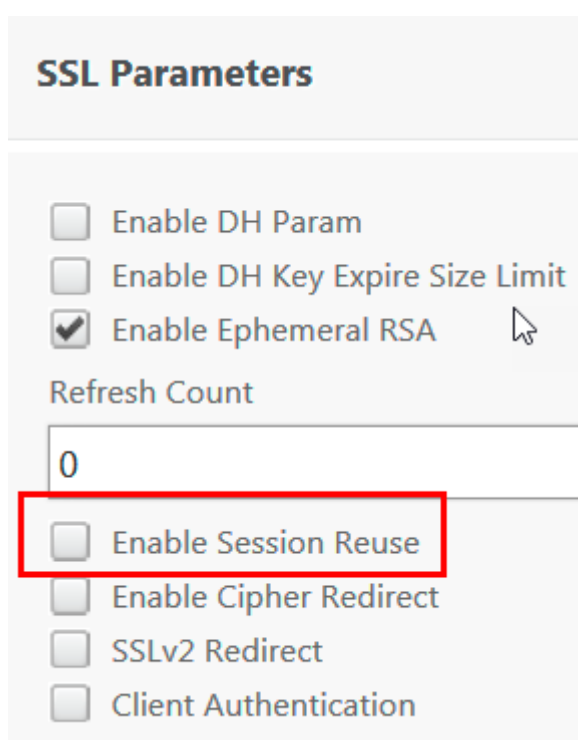 SSL Parameters
Enable DH Param
Enable DH Key Expire Size Limit
Enable Ephemeral RSA
Refresh Count
0
Enable Session Reuse
Enable Cipher Redirect
SSLv2 Redirect
Client Authentication